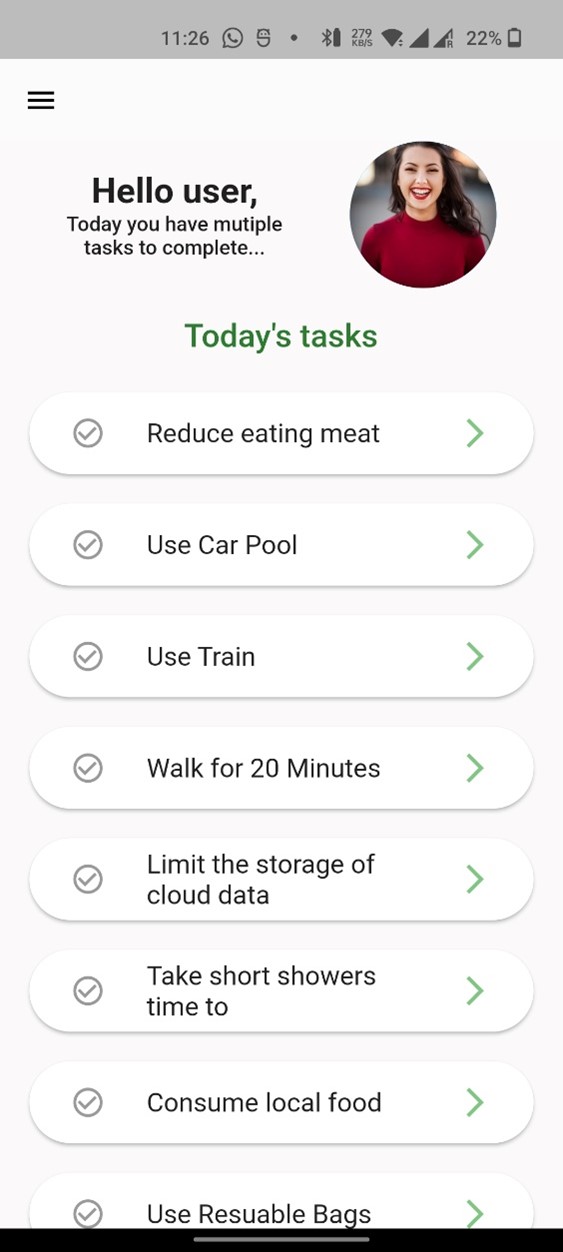 11:26 279 KB/S R 22%
Hello user,
Today you have mutiple
tasks to complete...
Today's tasks
Reduce eating meat
Use Car Pool
Use Train
Walk for 20 Minutes
Limit the storage of
cloud data
Take short showers
time to
Consume local food
Use Resuable Bags